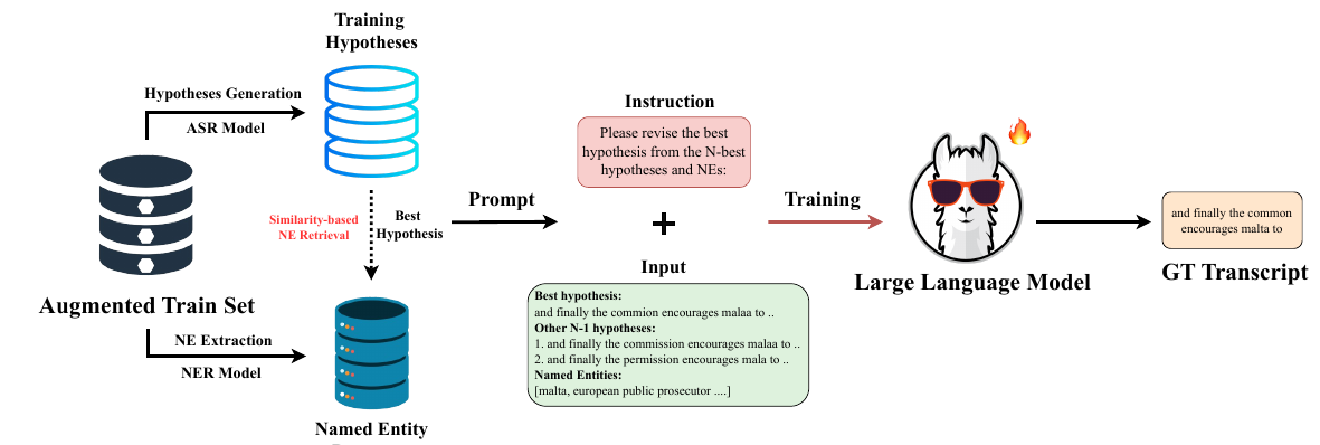 Training
Hypotheses
Hypotheses Generation
ASR Model
Similarity-based
NE Retrieval
Best
Hypothesis
Augmented Train Set
NE Extraction
NER Model
Named Entity
Prompt
Instruction
Please revise the best
hypothesis from the N-best
hypotheses and NEs:
+
Input
Best hypothesis:
and finally the commion encourages malaa to ..
Other N-1 hypotheses:
1. and finally the commission encourages malaa to ..
2. and finally the permission encourages mala to ..
Named Entities:
[malta, european public prosecutor ....]
Training
Large Language Model
and finally the common
encourages malta to
GT Transcript